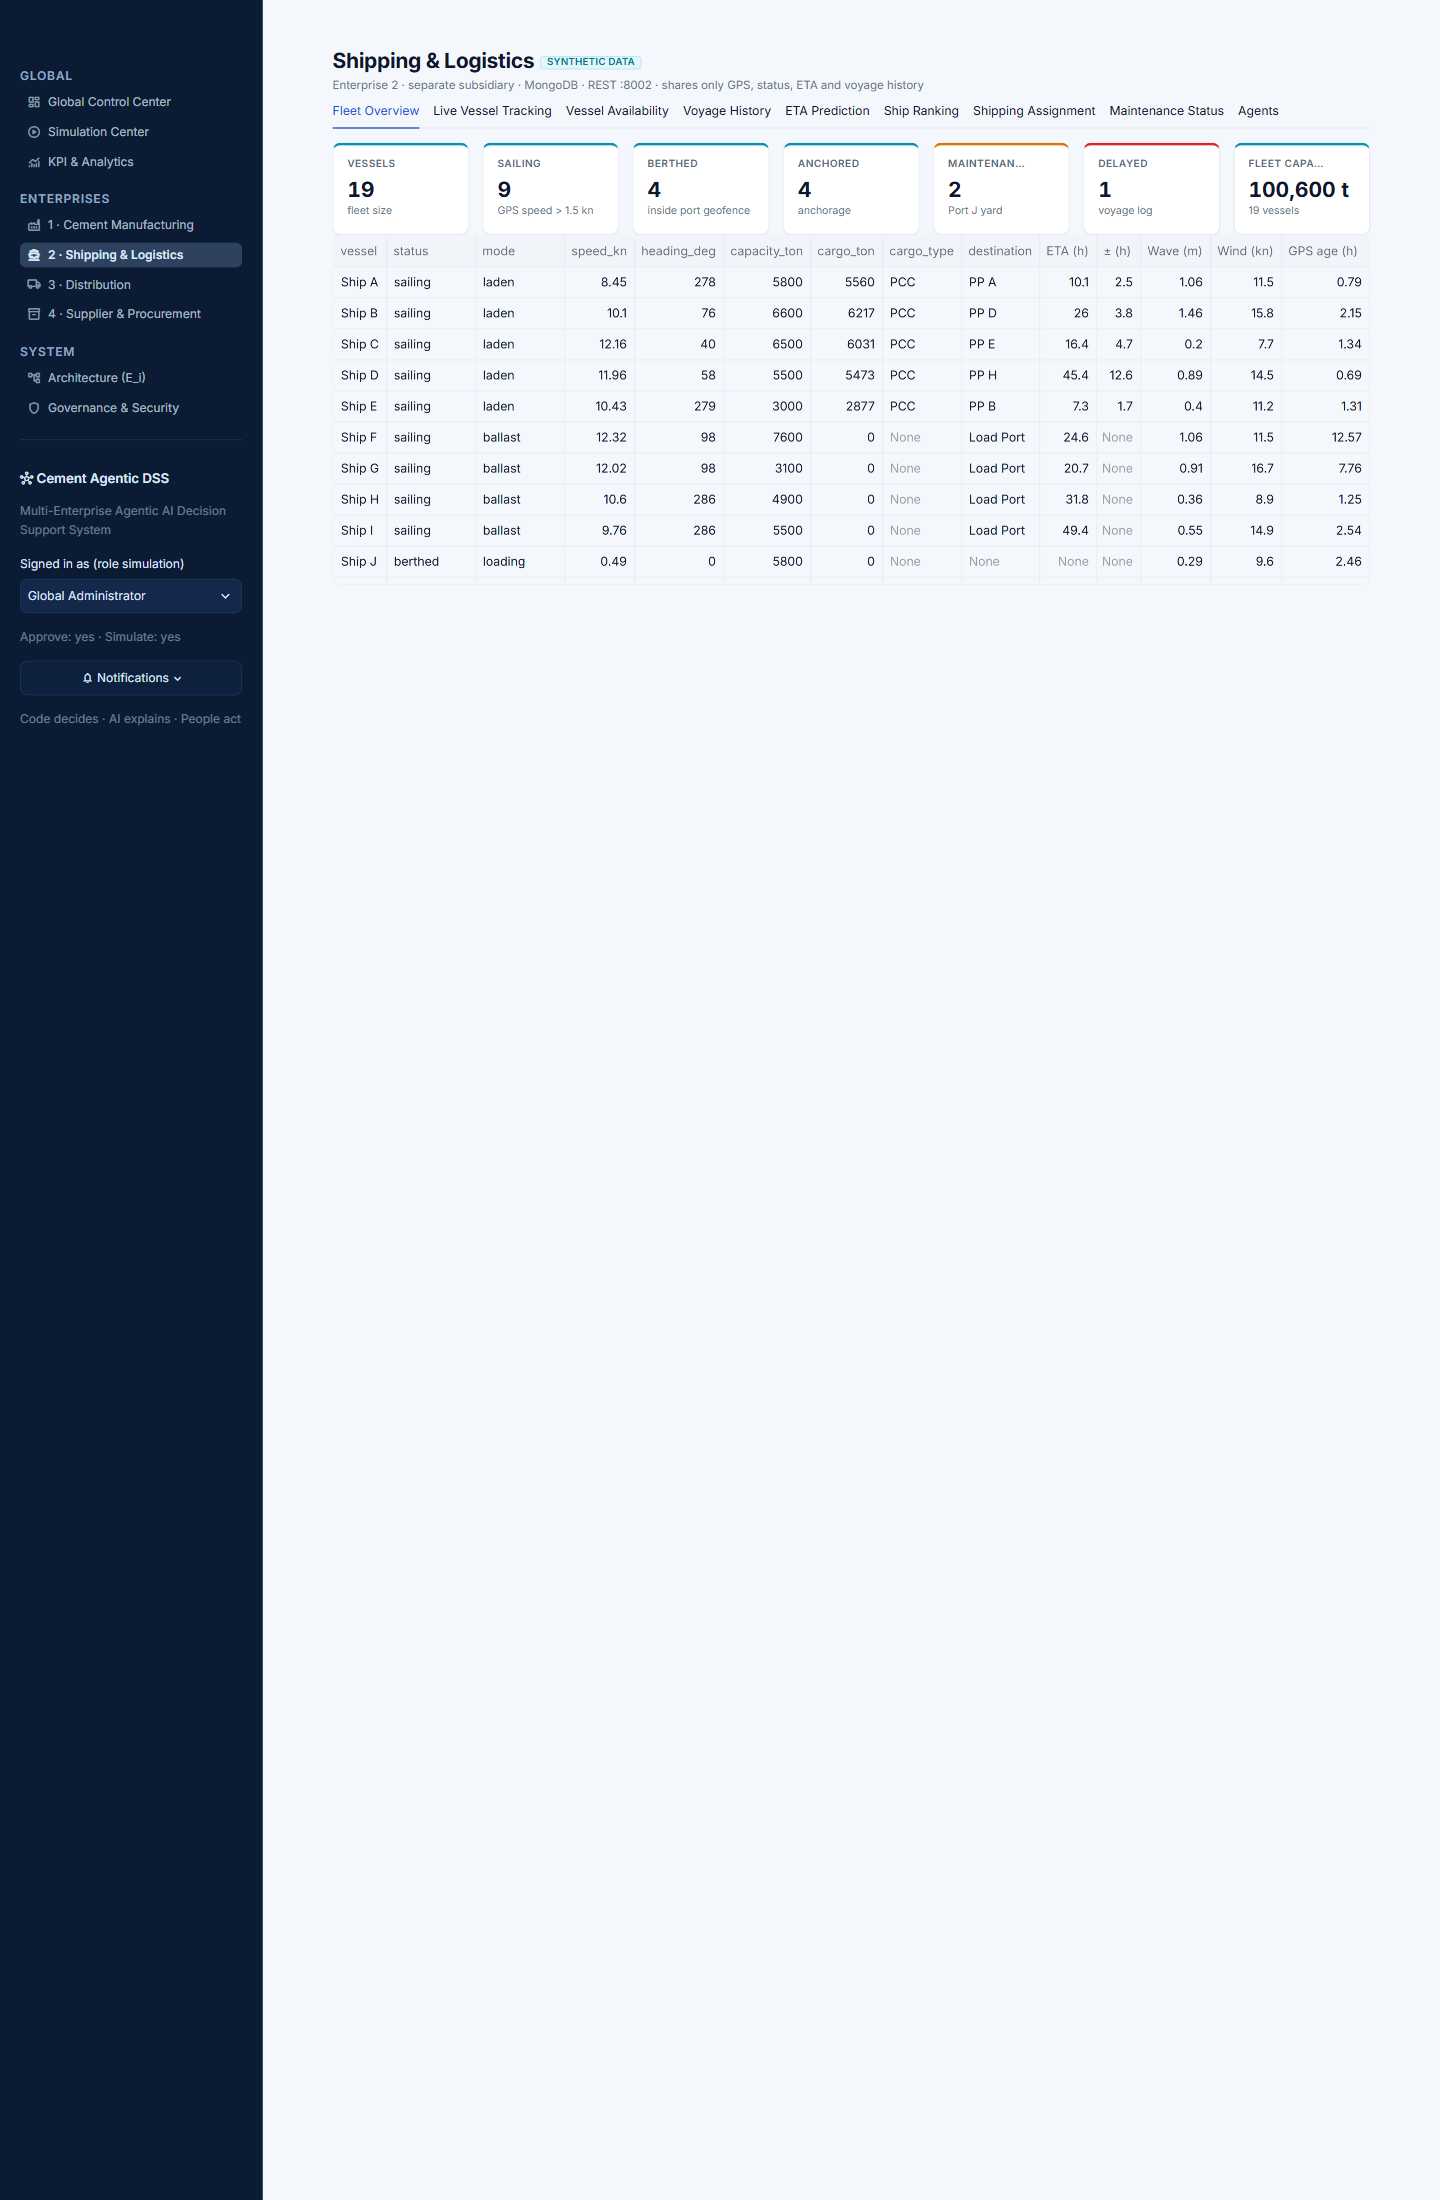 GLOBAL
Global Control Center
Simulation Center
KPI & Analytics
ENTERPRISES
1 · Cement Manufacturing
2 · Shipping & Logistics
3 · Distribution
4 · Supplier & Procurement
SYSTEM
Architecture (E_i)
Governance & Security
Cement Agentic DSS
Multi-Enterprise Agentic AI Decision
Support System
Signed in as (role simulation)
Global Administrator
Approve: yes · Simulate: yes
Notifications
Code decides · AI explains · People act
Shipping & Logistics SYNTHETIC DATA
Enterprise 2 · separate subsidiary · MongoDB · REST :8002 · shares only GPS, status, ETA and voyage history
Fleet Overview Live Vessel Tracking Vessel Availability Voyage History ETA Prediction Ship Ranking Shipping Assignment Maintenance Status Agents
VESSELS SAILING BERTHED ANCHORED MAINTENAN... DELAYED FLEET CAPA...
19 9 4 4 2 1 100,600 t
fleet size GPS speed > 1.5 kn inside port geofence anchorage Port J yard voyage log 19 vessels
vessel status mode speed_kn heading_deg capacity_ton cargo_ton cargo_type destination ETA (h) ± (h) Wave (m) Wind (kn) GPS age (h)
Ship A sailing laden 8.45 278 5800 5560 PCC PP A 10.1 2.5 1.06 11.5 0.79
Ship B sailing laden 10.1 76 6600 6217 PCC PP D 26 3.8 1.46 15.8 2.15
Ship C sailing laden 12.16 40 6500 6031 PCC PP E 16.4 4.7 0.2 7.7 1.34
Ship D sailing laden 11.96 58 5500 5473 PCC PP H 45.4 12.6 0.89 14.5 0.69
Ship E sailing laden 10.43 279 3000 2877 PCC PP B 7.3 1.7 0.4 11.2 1.31
Ship F sailing ballast 12.32 98 7600 0 None Load Port 24.6 None 1.06 11.5 12.57
Ship G sailing ballast 12.02 98 3100 0 None Load Port 20.7 None 0.91 16.7 7.76
Ship H sailing ballast 10.6 286 4900 0 None Load Port 31.8 None 0.36 8.9 1.25
Ship I sailing ballast 9.76 286 5500 0 None Load Port 49.4 None 0.55 14.9 2.54
Ship J berthed loading 0.49 0 5800 0 None None None None 0.29 9.6 2.46